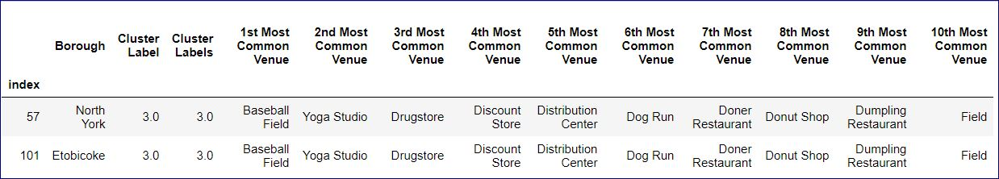 Borough Cluster Label Cluster Labels 1st Most Common Venue 2nd Most Common Venue 3rd Most Common Venue 4th Most Common Venue 5th Most Common Venue 6th Most Common Venue 7th Most Common Venue 8th Most Common Venue 9th Most Common Venue 10th Most Common Venue
index
57 North York 3.0 3.0 Baseball Field Yoga Studio Drugstore Discount Store Distribution Center Dog Run Doner Restaurant Donut Shop Dumpling Restaurant Field
101 Etobicoke 3.0 3.0 Baseball Field Yoga Studio Drugstore Discount Store Distribution Center Dog Run Doner Restaurant Donut Shop Dumpling Restaurant Field